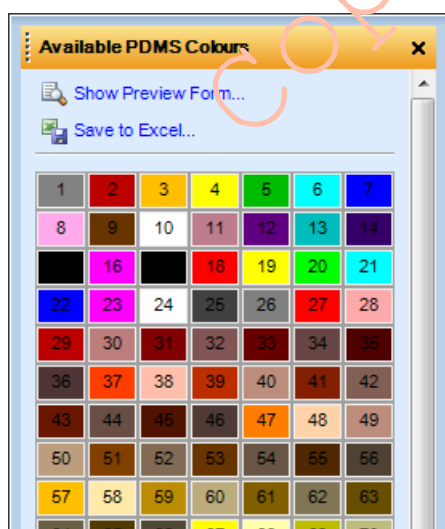 Available PDMS Colours
Show Preview Form...
Save to Excel...
1 2 3 4 5 6 7
8 9 10 11 12 13 14
16 18 19 20 21
22 23 24 25 26 27 28
29 30 31 32 33 34 35
36 37 38 39 40 41 42
43 44 45 46 47 48 49
50 51 52 53 54 55 56
57 58 59 60 61 62 63